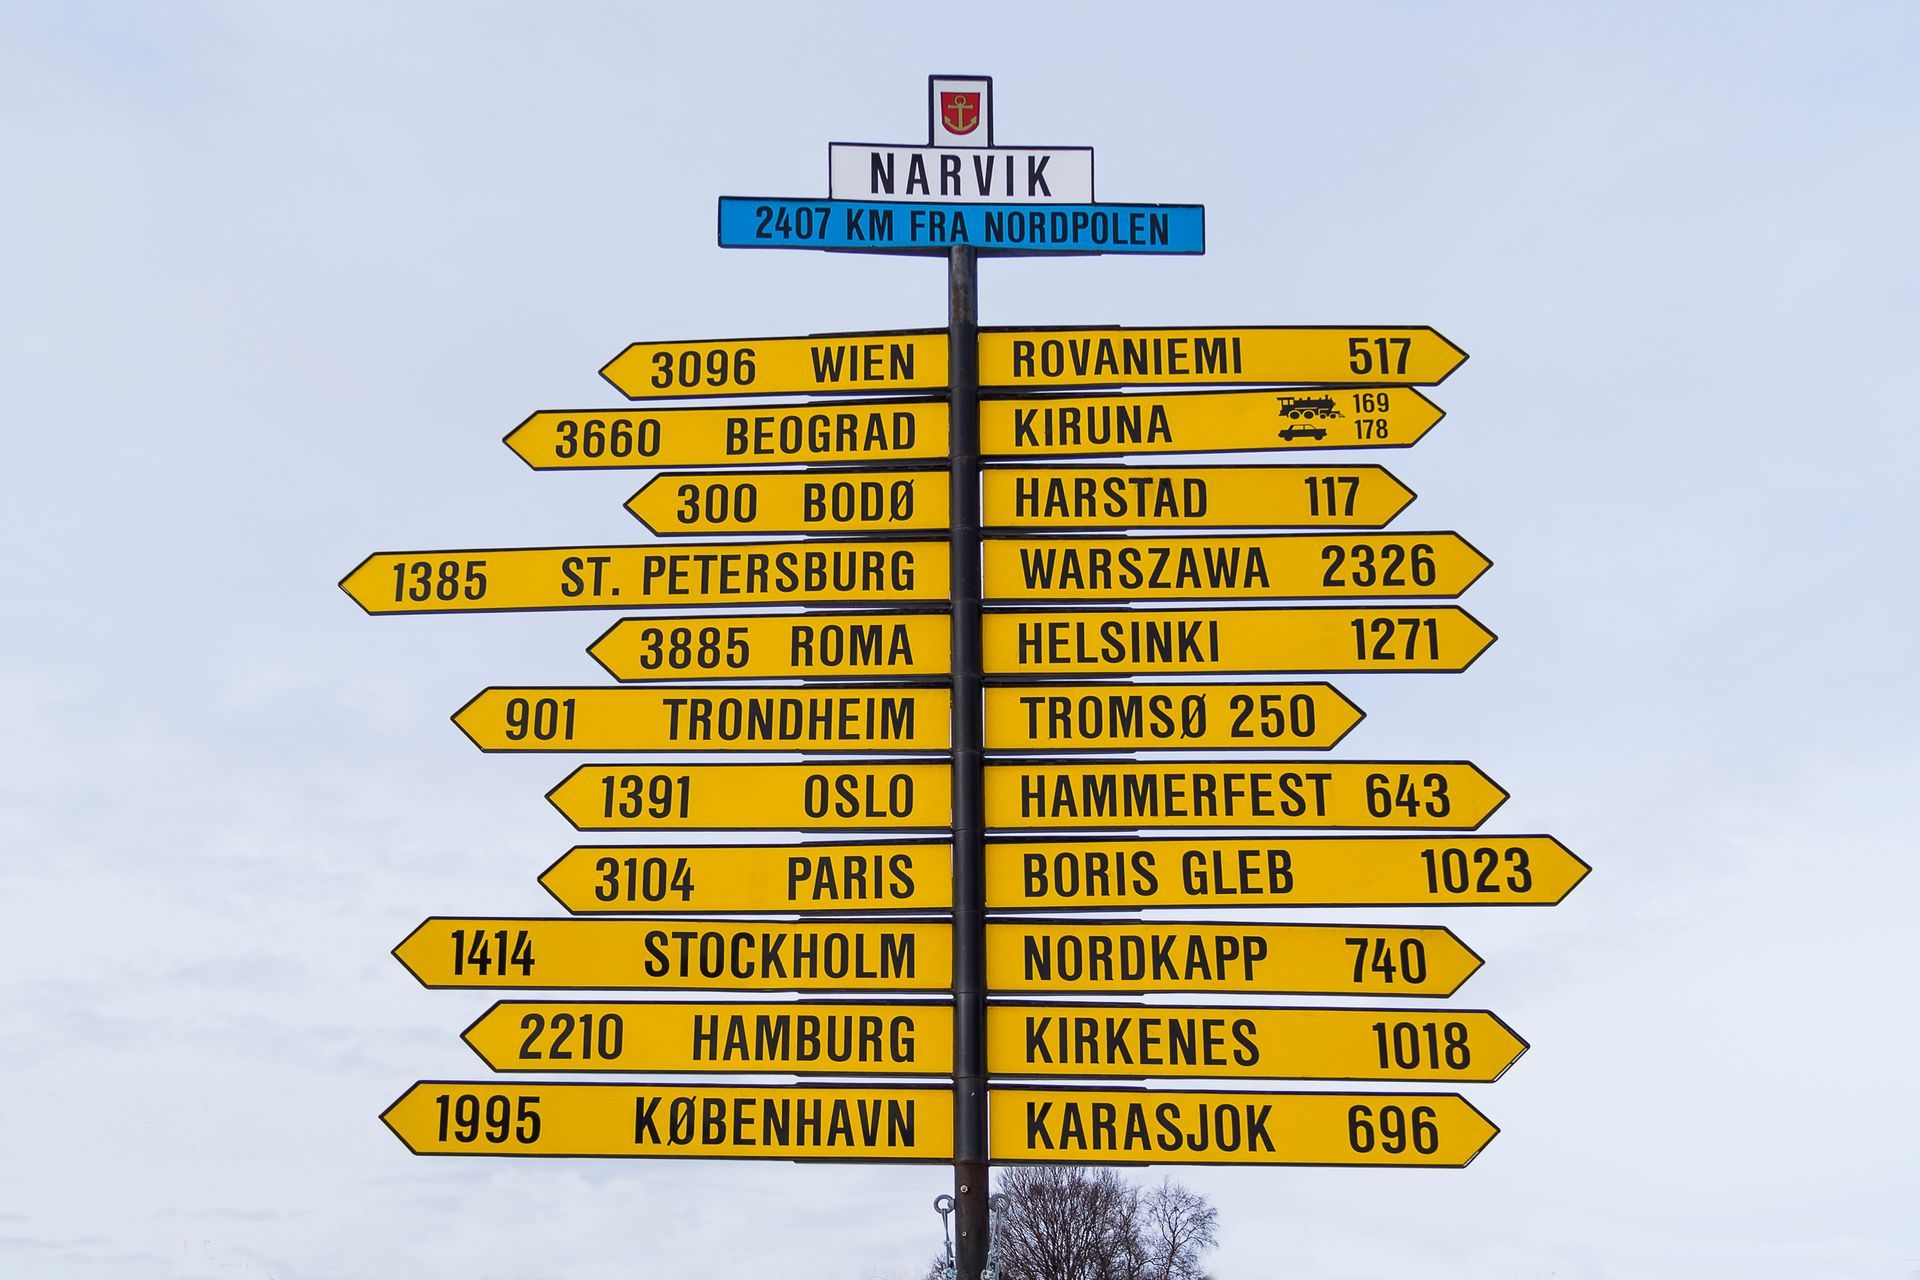 NARVIK
2407 KM FRA NORDPOLEN
3096 WIEN
3660 BEOGRAD
300 BODØ
1385 ST. PETERSBURG
3885 ROMA
901 TRONDHEIM
1391 OSLO
3104 PARIS
1414 STOCKHOLM
2210 HAMBURG
1995 KØBENHAVN
ROVANIEMI 517
KIRUNA 169
178
HARSTAD 117
WARSZAWA 2326
HELSINKI 1271
TROMSØ 250
HAMMERFEST 643
BORIS GLEB 1023
NORDKAPP 740
KIRKENES 1018
KARASJOK 696